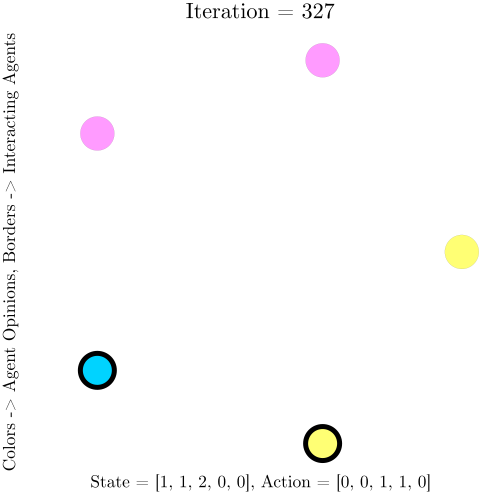 Iteration = 327
Colors -> Agent Opinions, Borders -> Interacting Agents
State = [1, 1, 2, 0, 0], Action = [0, 0, 1, 1, 0]